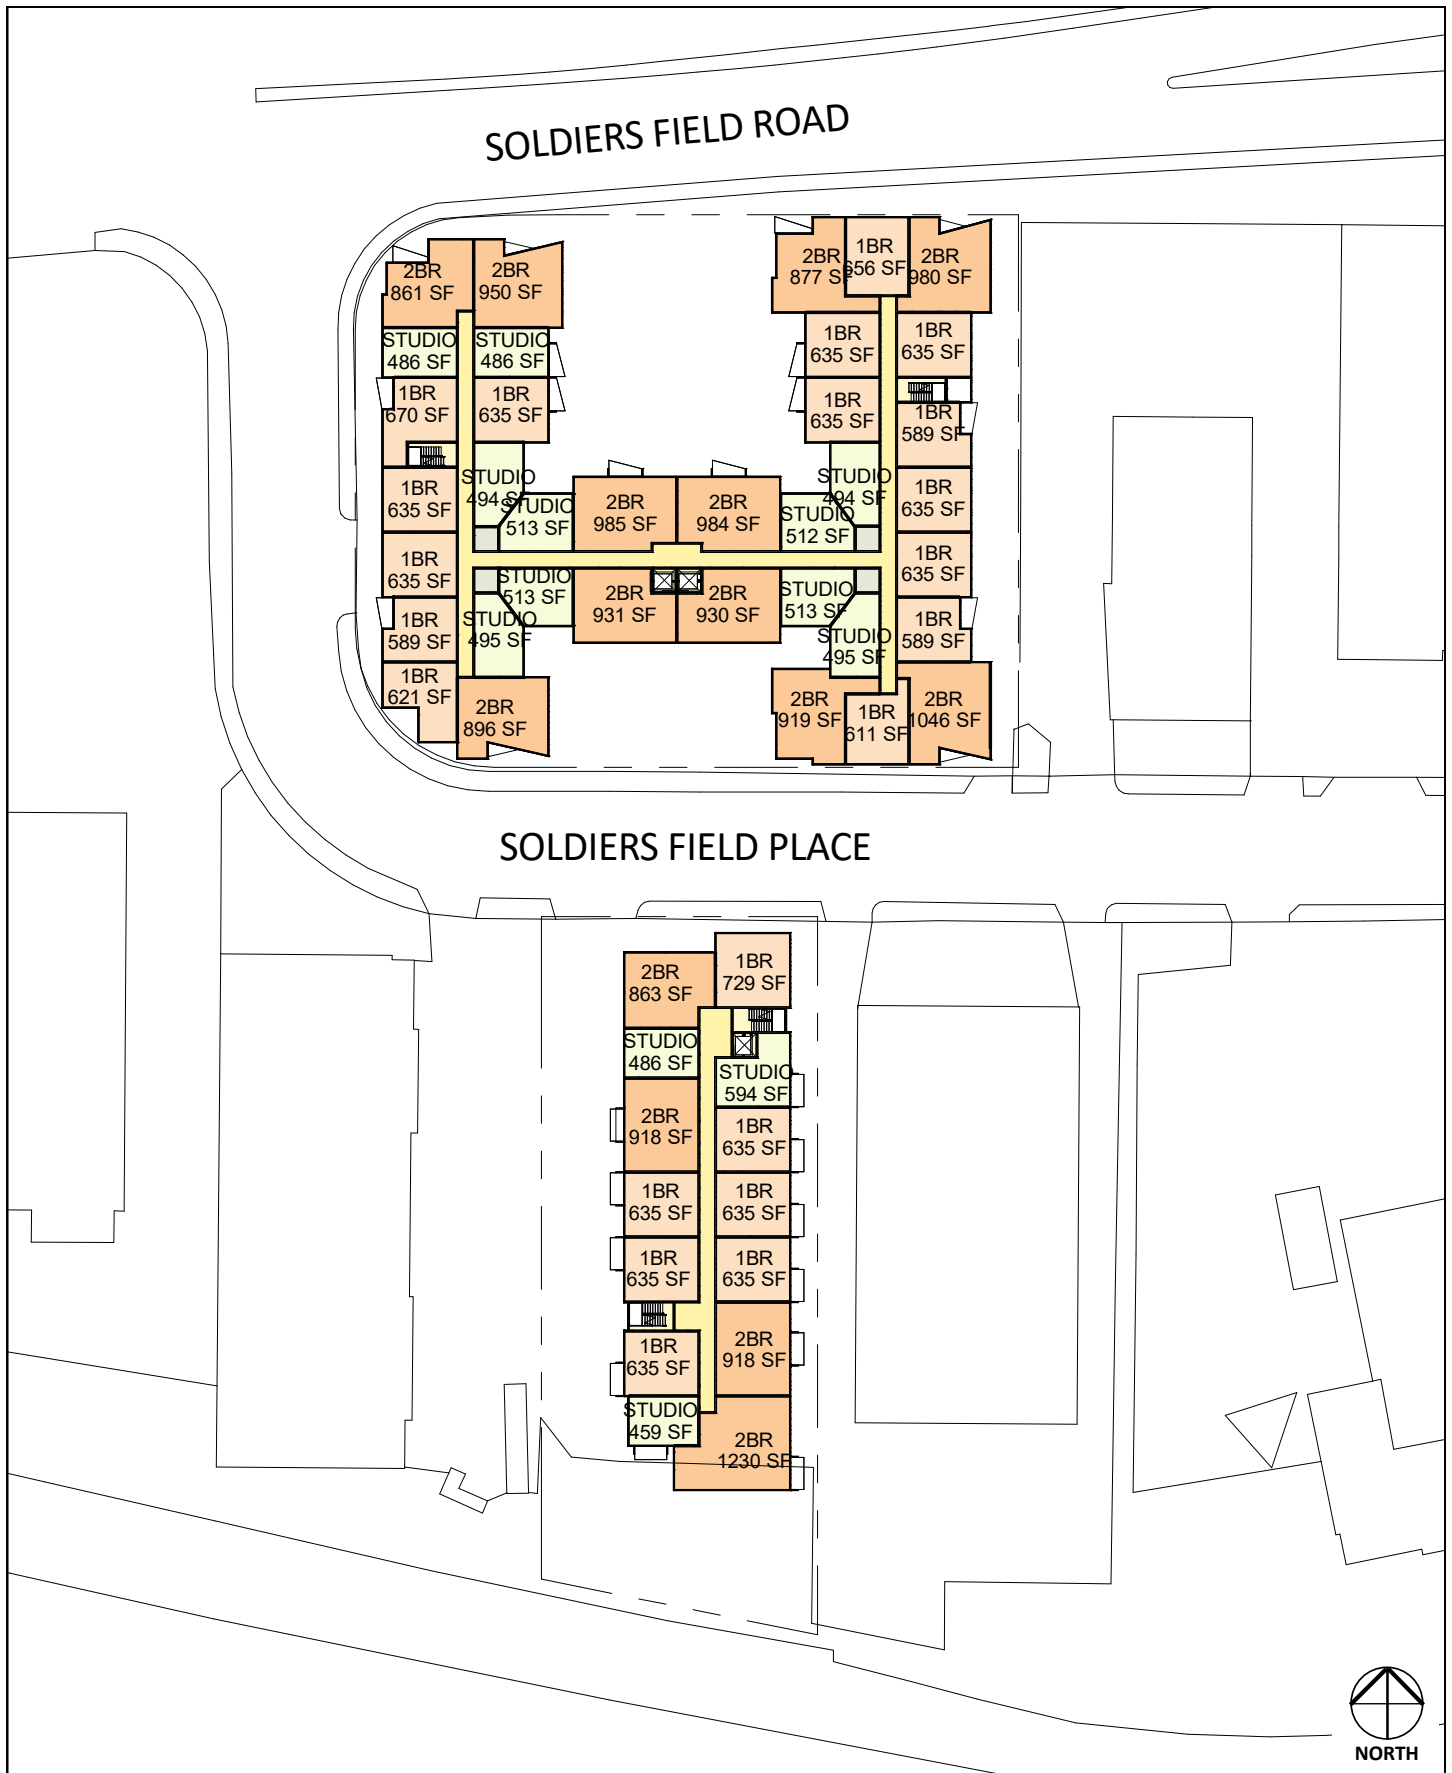 SOLDIERS FIELD ROAD
2BR
861 SF
2BR
950 SF
2BR
877 SF
1BR
656 SF
2BR
980 SF
STUDIO
486 SF
STUDIO
486 SF
1BR
635 SF
1BR
635 SF
1BR
670 SF
1BR
635 SF
1BR
635 SF
1BR
589 SF
STUDIO
494 SF
STUDIO
494 SF
1BR
635 SF
1BR
635 SF
STUDIO
513 SF
2BR
985 SF
2BR
984 SF
STUDIO
512 SF
1BR
635 SF
1BR
635 SF
STUDIO
513 SF
2BR
931 SF
2BR
930 SF
STUDIO
513 SF
1BR
589 SF
STUDIO
495 SF
STUDIO
495 SF
1BR
589 SF
1BR
621 SF
2BR
896 SF
2BR
919 SF
1BR
611 SF
2BR
1046 SF
SOLDIERS FIELD PLACE
2BR
863 SF
1BR
729 SF
STUDIO
486 SF
STUDIO
594 SF
2BR
918 SF
1BR
635 SF
1BR
635 SF
1BR
635 SF
1BR
635 SF
1BR
635 SF
1BR
635 SF
2BR
918 SF
STUDIO
459 SF
2BR
1230 SF
NORTH